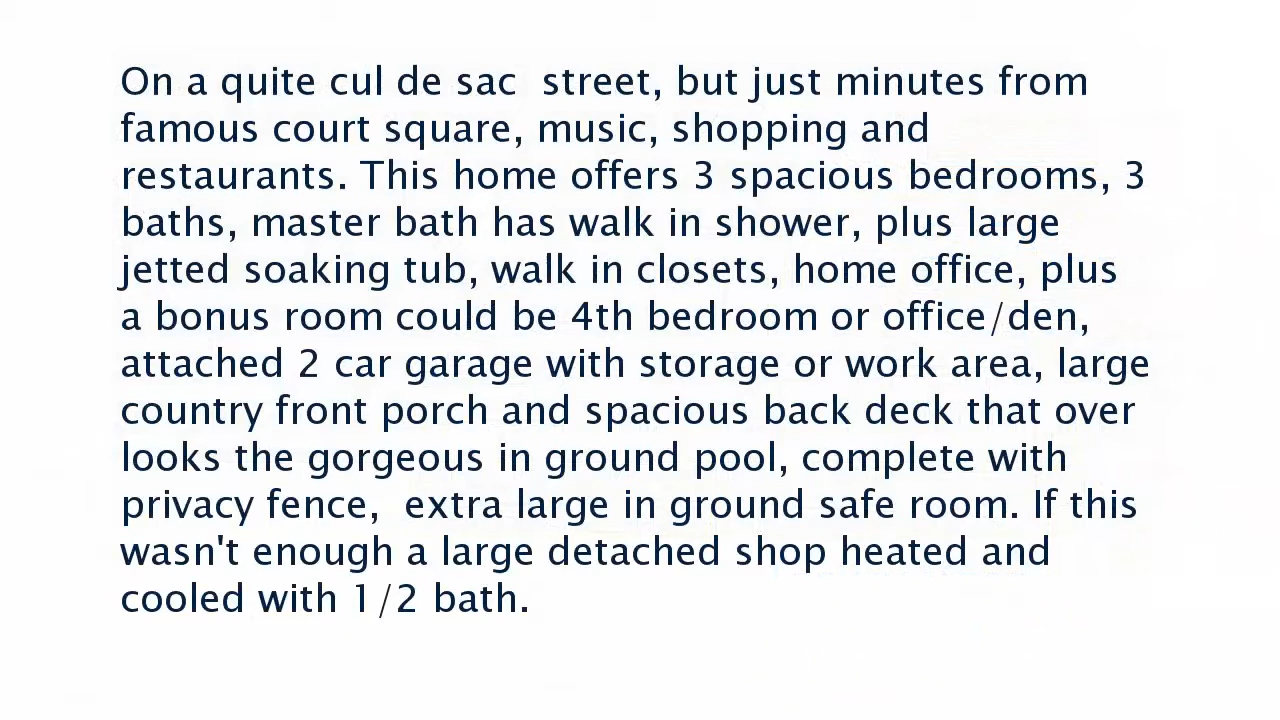 On a quite cul de sac  street, but just minutes from
famous court square, music, shopping and
restaurants. This home offers 3 spacious bedrooms, 3
baths, master bath has walk in shower, plus large
jetted soaking tub, walk in closets, home office, plus
a bonus room could be 4th bedroom or office/den,
attached 2 car garage with storage or work area, large
country front porch and spacious back deck that over
looks the gorgeous in ground pool, complete with
privacy fence,  extra large in ground safe room. If this
wasn't enough a large detached shop heated and
cooled with 1/2 bath.